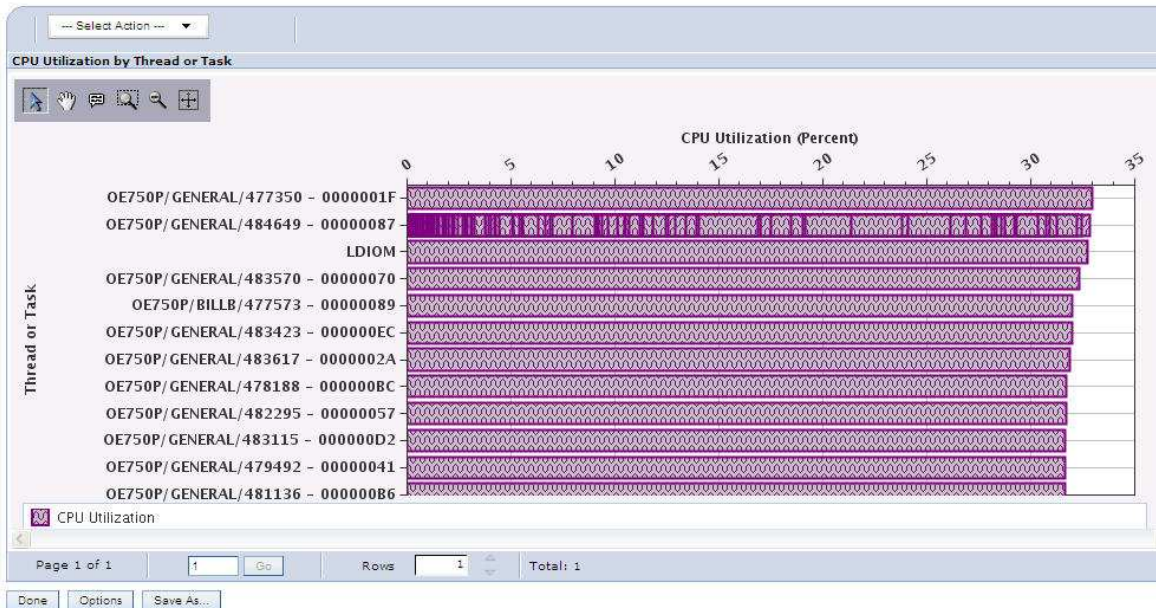 --- Select Action ---
CPU Utilization by Thread or Task
CPU Utilization (Percent)
0 5 10 15 20 25 30 35
Thread or Task
OE750P/GENERAL/477350 - 0000001F
OE750P/GENERAL/484649 - 00000087
LDIOM
OE750P/GENERAL/483570 - 00000070
OE750P/BILLB/477573 - 00000089
OE750P/GENERAL/483423 - 000000EC
OE750P/GENERAL/483617 - 0000002A
OE750P/GENERAL/478188 - 000000BC
OE750P/GENERAL/482295 - 00000057
OE750P/GENERAL/483115 - 000000D2
OE750P/GENERAL/479492 - 00000041
OE750P/GENERAL/481136 - 000000B6
CPU Utilization
Page 1 of 1 1 Go Rows 1 Total: 1
Done Options Save As...